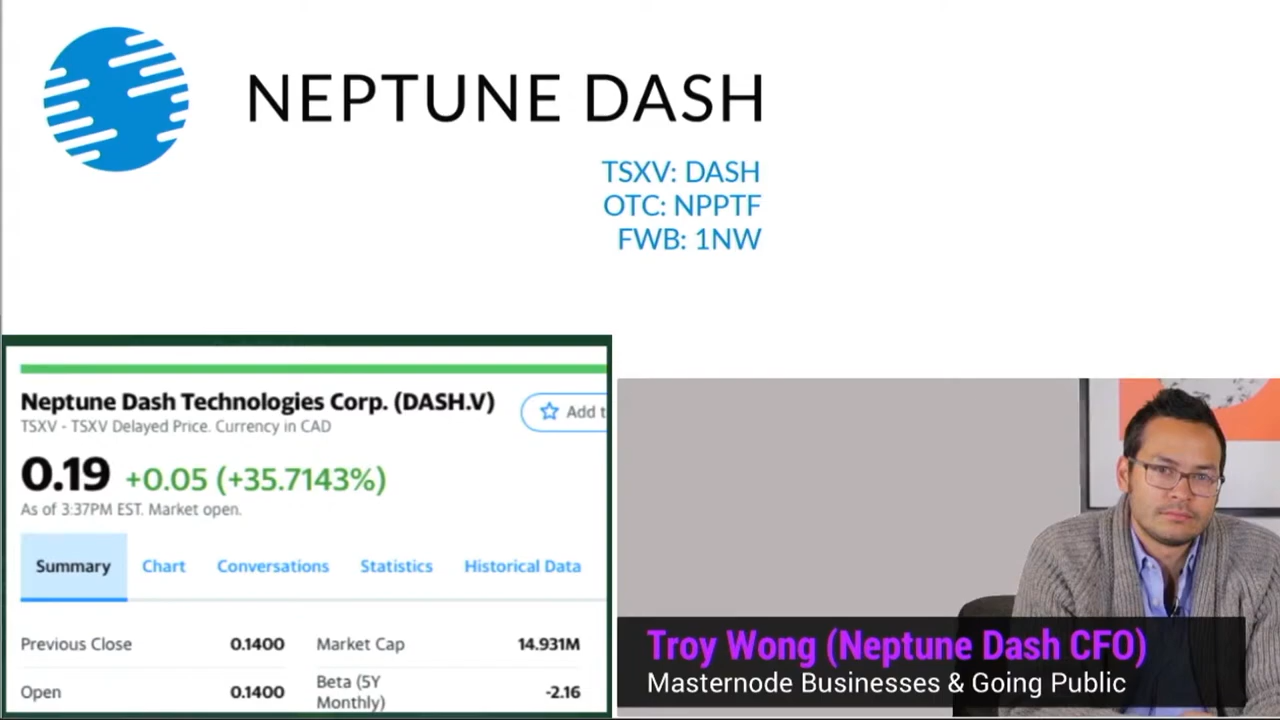 NEPTUNE DASH
TSXV: DASH
OTC: NPPTF
FWB: 1NW
Neptune Dash Technologies Corp. (DASH.V)
Add t
TSXV - TSXV Delayed Price. Currency in CAD
0.19 +0.05 (+35.7143%)
As of 3:37PM EST. Market open.
Summary Chart Conversations Statistics Historical Data
Previous Close 0.1400 Market Cap 14.931M
Open 0.1400 Beta (5Y Monthly) -2.16
Troy Wong (Neptune Dash CFO)
Masternode Businesses & Going Public